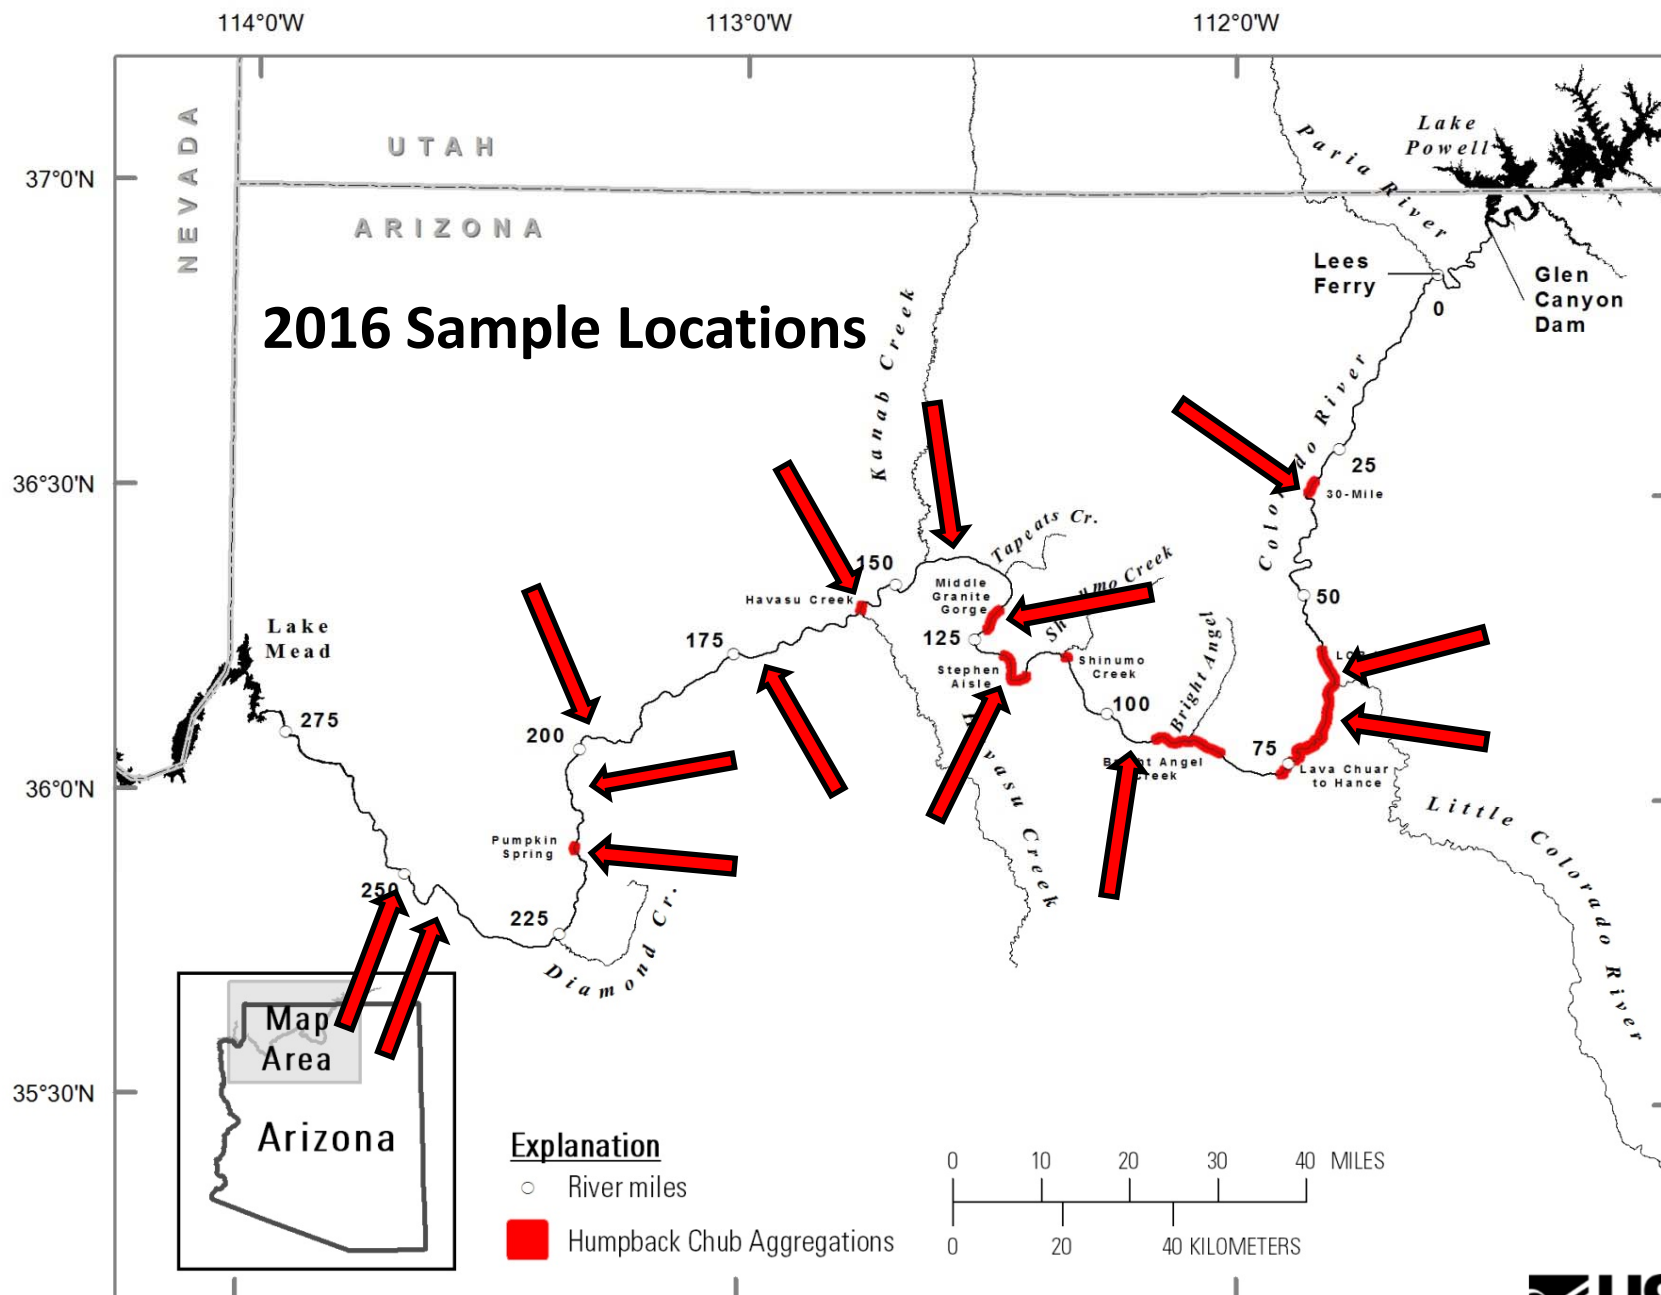 114°0'W
113°0'W
112°0'W
NEVADA
UTAH
ARIZONA
37°0'N
36°30'N
36°0'N
35°30'N
2016 Sample Locations
Lake
Powell
Paria River
Lees
Ferry
0
Glen
Canyon
Dam
Kanab Creek
25
30-Mile
50
Tapeats Cr.
150
Middle
Granite
Gorge
Havasu Creek
125
175
Stephen
Aisle
Shinumo
Creek
Bright Angel
100
75
Lava Chuar
to Hance
Little Colorado River
Lake
Mead
275
200
Pumpkin
Spring
250
225
Diamond Cr.
Map
Area
Arizona
Explanation
River miles
Humpback Chub Aggregations
0 10 20 30 40 MILES
0 20 40 KILOMETERS